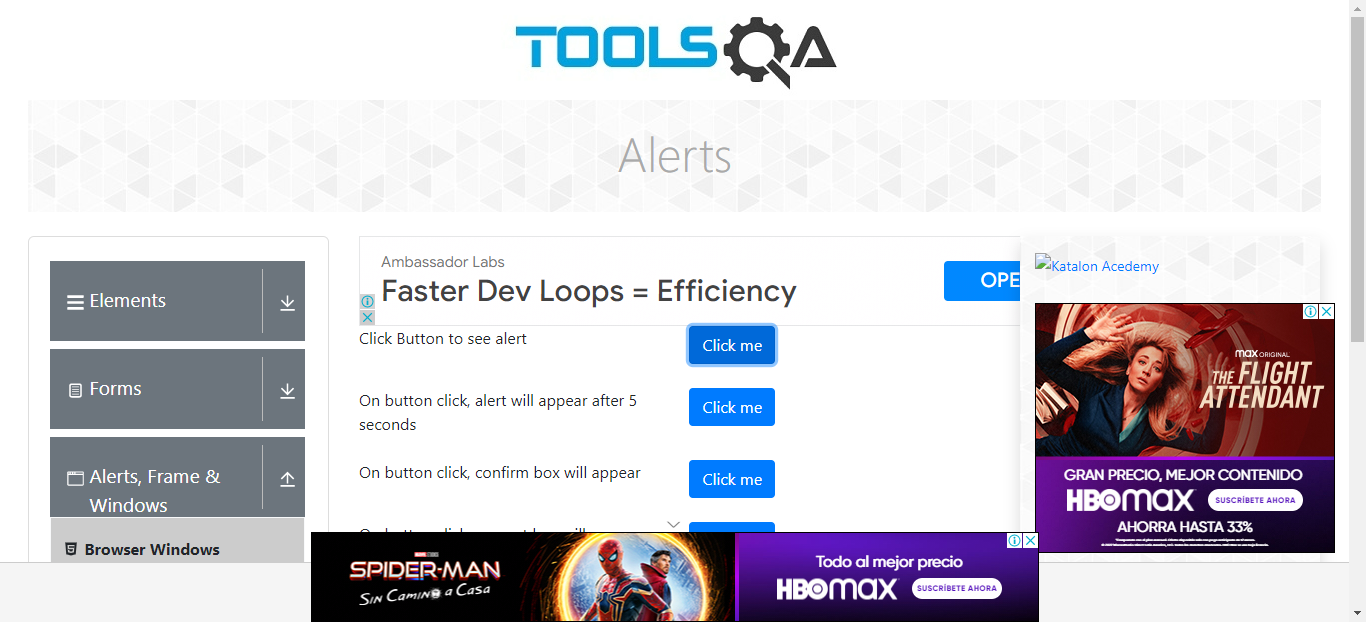 TOOLSQA
Alerts
Elements
Forms
Alerts, Frame &
Windows
Browser Windows
Ambassador Labs
Faster Dev Loops = Efficiency
OPE
Click Button to see alert
Click me
On button click, alert will appear after 5
seconds
Click me
On button click, confirm box will appear
Click me
Katalon Acedemy
max ORIGINAL
THE FLIGHT
ATTENDANT
GRAN PRECIO, MEJOR CONTENIDO
HBOMAX
SUSCRÍBETE AHORA
AHORRA HASTA 33%
SPIDER-MAN
SIN CAMINO A CASA
Todo al mejor precio
HBOMAX
SUSCRÍBETE AHORA